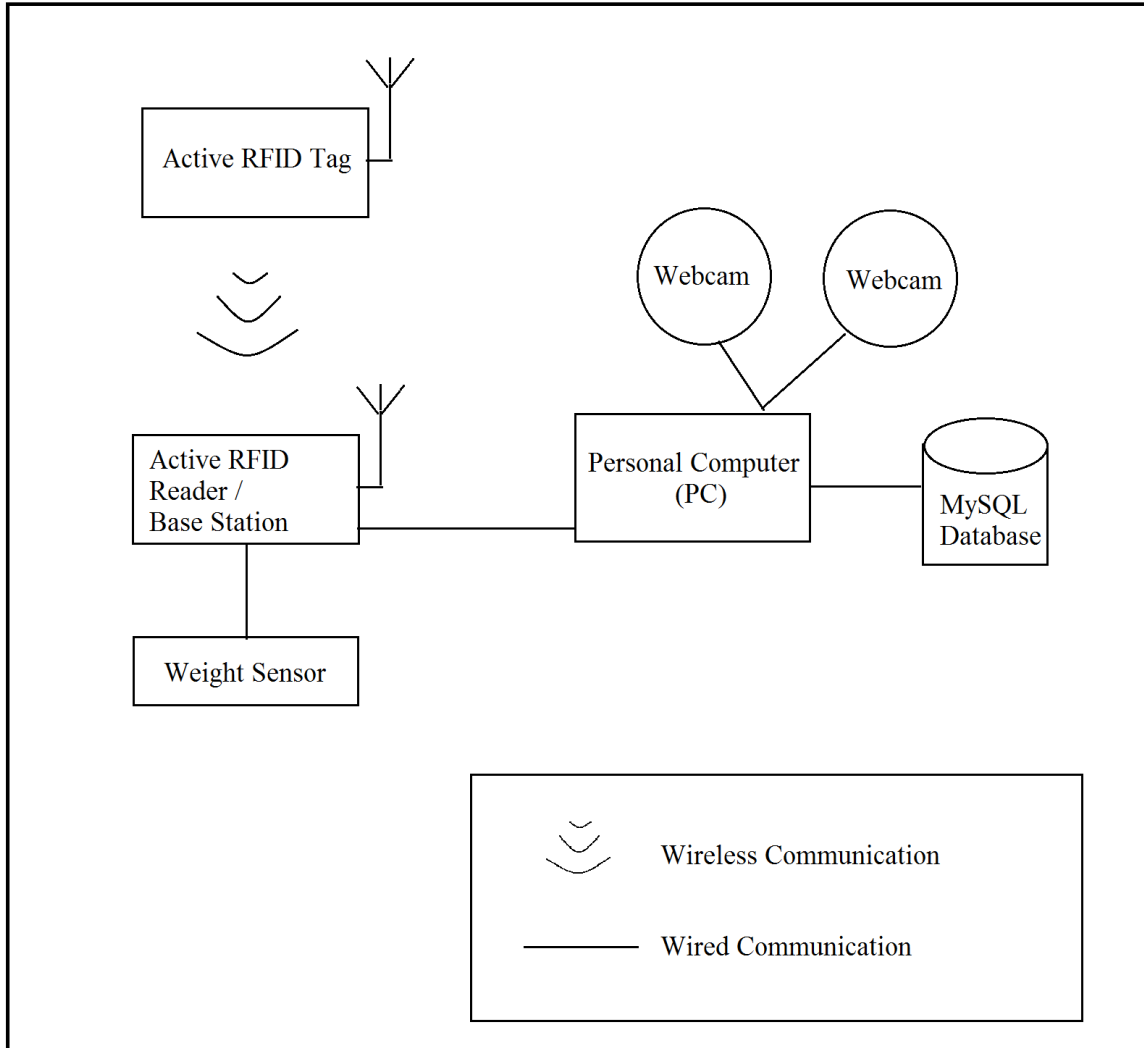 Active RFID Tag
Webcam
Webcam
Active RFID
Reader /
Base Station
Personal Computer
(PC)
MySQL
Database
Weight Sensor
Wireless Communication
Wired Communication